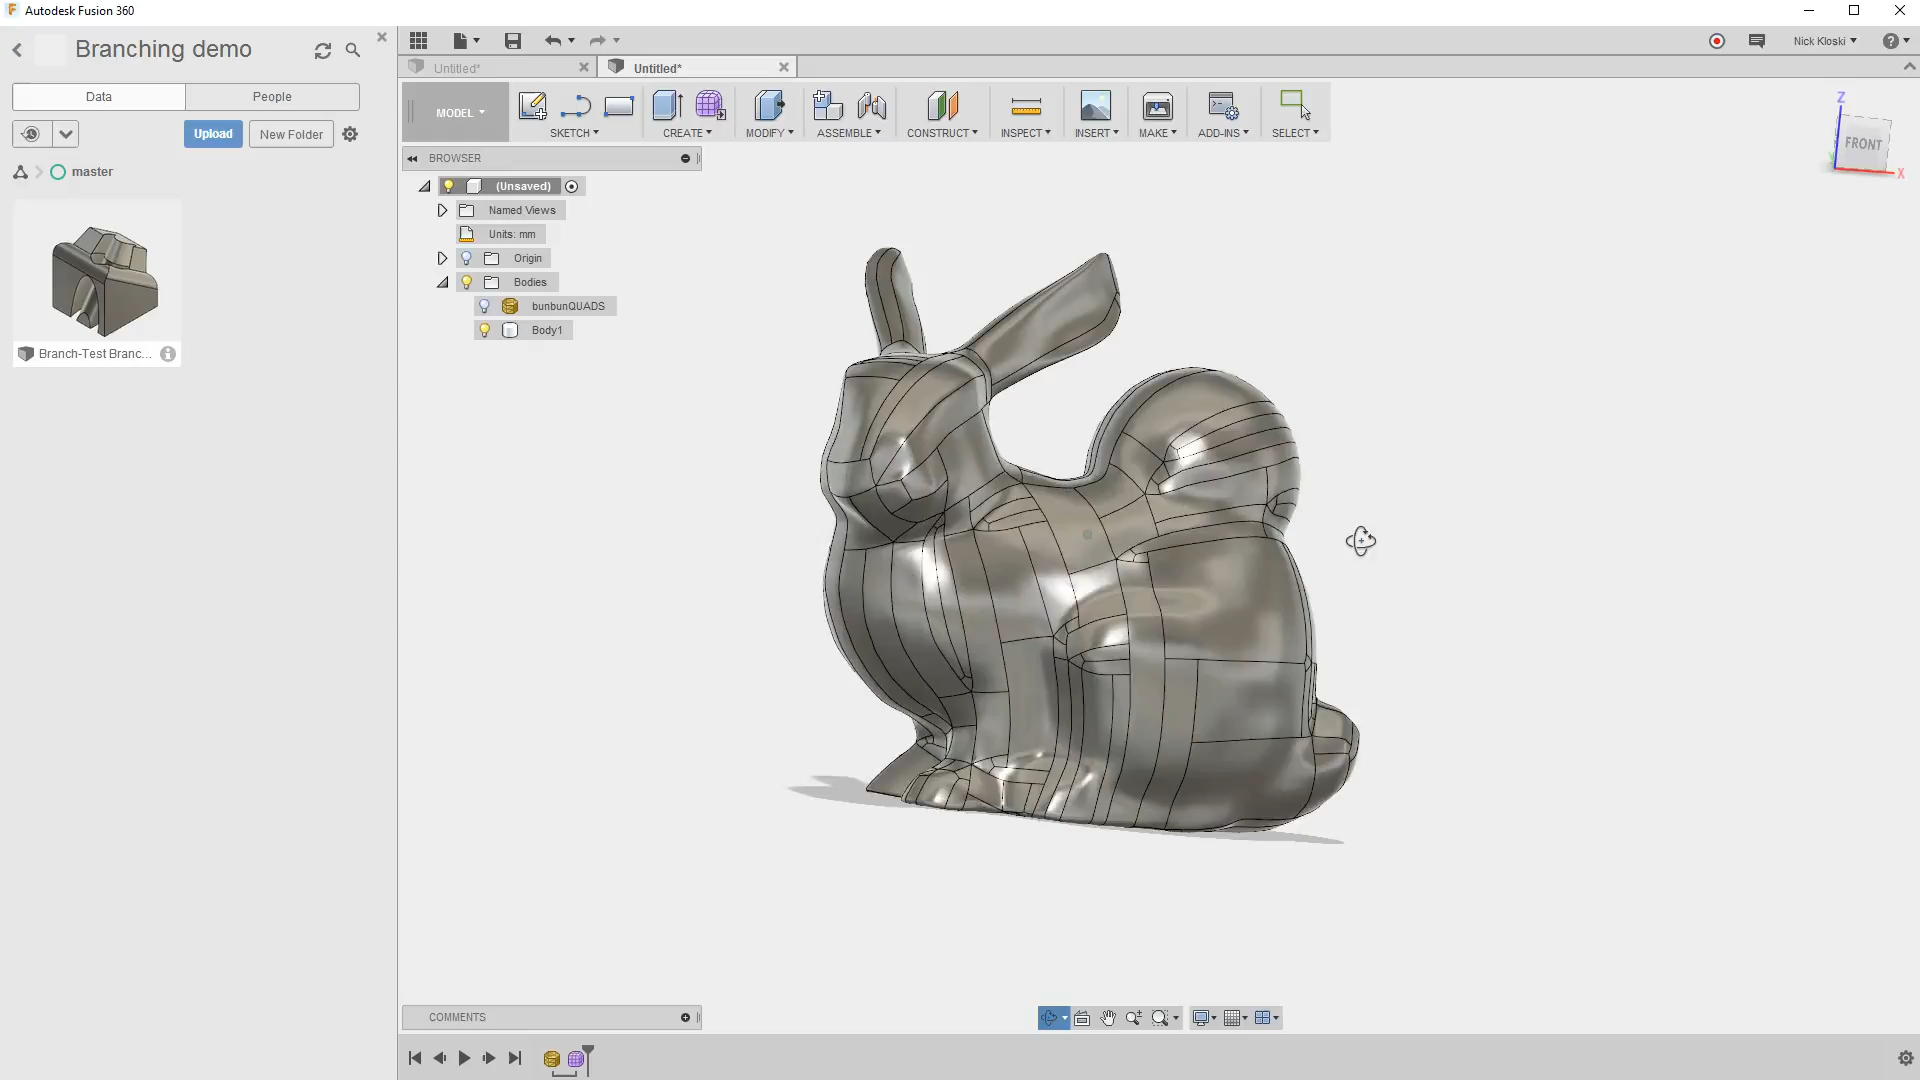 Autodesk Fusion 360
Branching demo
Data
People
Upload
New Folder
master
Branch-Test Branc...
Nick Kloski
Untitled*
Untitled*
MODEL
SKETCH
CREATE
MODIFY
ASSEMBLE
CONSTRUCT
INSPECT
INSERT
MAKE
ADD-INS
SELECT
BROWSER
(Unsaved)
Named Views
Units: mm
Origin
Bodies
bunbunQUADS
Body1
Z
FRONT
X
COMMENTS